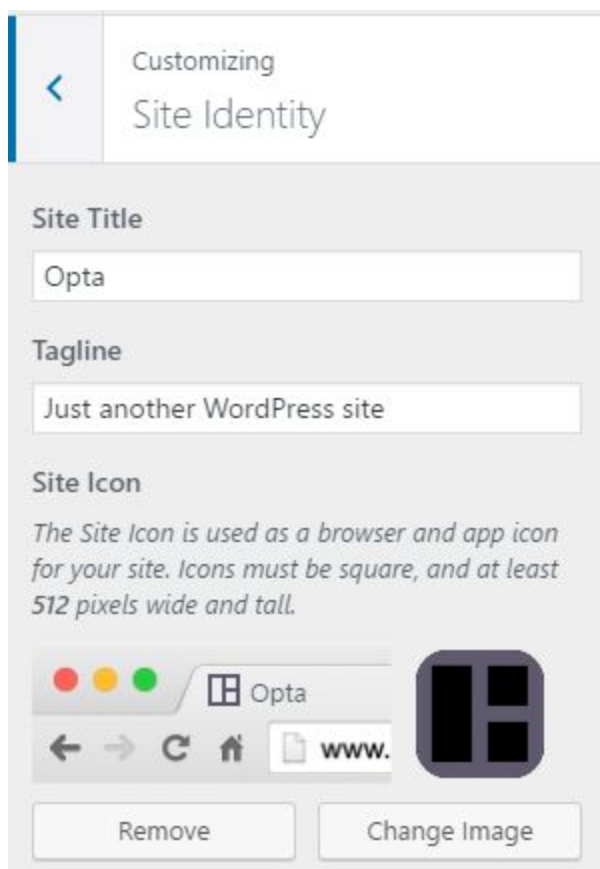 Customizing
Site Identity
Site Title
Opta
Tagline
Just another WordPress site
Site Icon
The Site Icon is used as a browser and app icon
for your site. Icons must be square, and at least
512 pixels wide and tall.
Opta
www.
Remove
Change Image